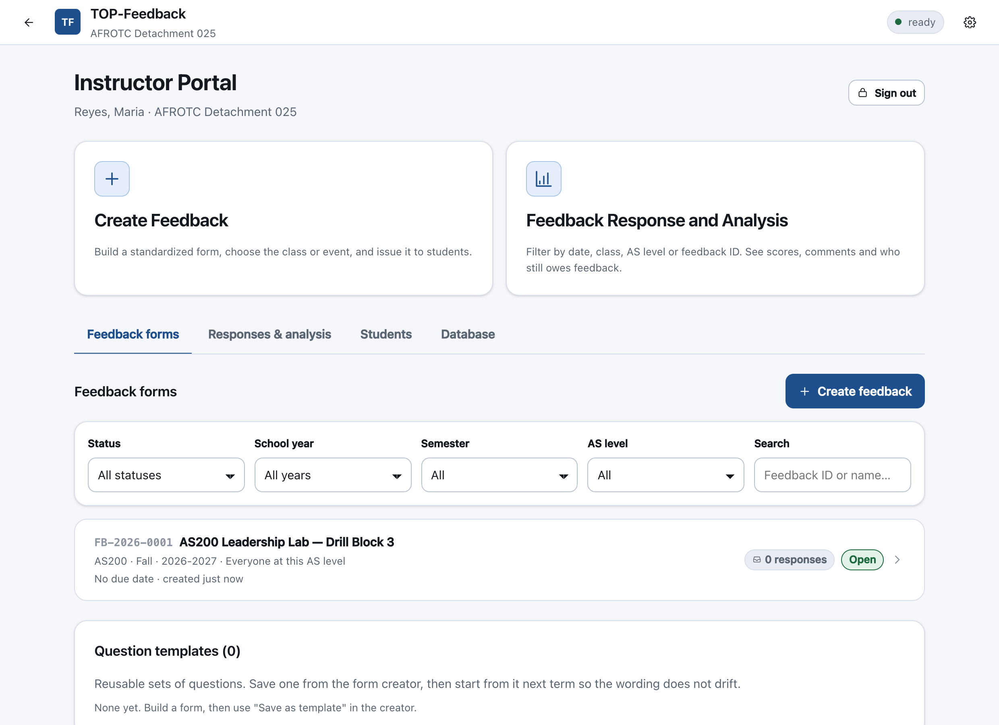 TF
TOP-Feedback
AFROTC Detachment 025
ready
Instructor Portal
Reyes, Maria · AFROTC Detachment 025
Sign out
Create Feedback
Build a standardized form, choose the class or event, and issue it to students.
Feedback Response and Analysis
Filter by date, class, AS level or feedback ID. See scores, comments and who
still owes feedback.
Feedback forms
Responses & analysis
Students
Database
Feedback forms
Create feedback
Status
School year
Semester
AS level
Search
All statuses
All years
All
All
Feedback ID or name...
FB-2026-0001 AS200 Leadership Lab — Drill Block 3
AS200 · Fall · 2026-2027 · Everyone at this AS level
No due date · created just now
0 responses
Open
Question templates (0)
Reusable sets of questions. Save one from the form creator, then start from it next term so the wording does not drift.
None yet. Build a form, then use "Save as template" in the creator.